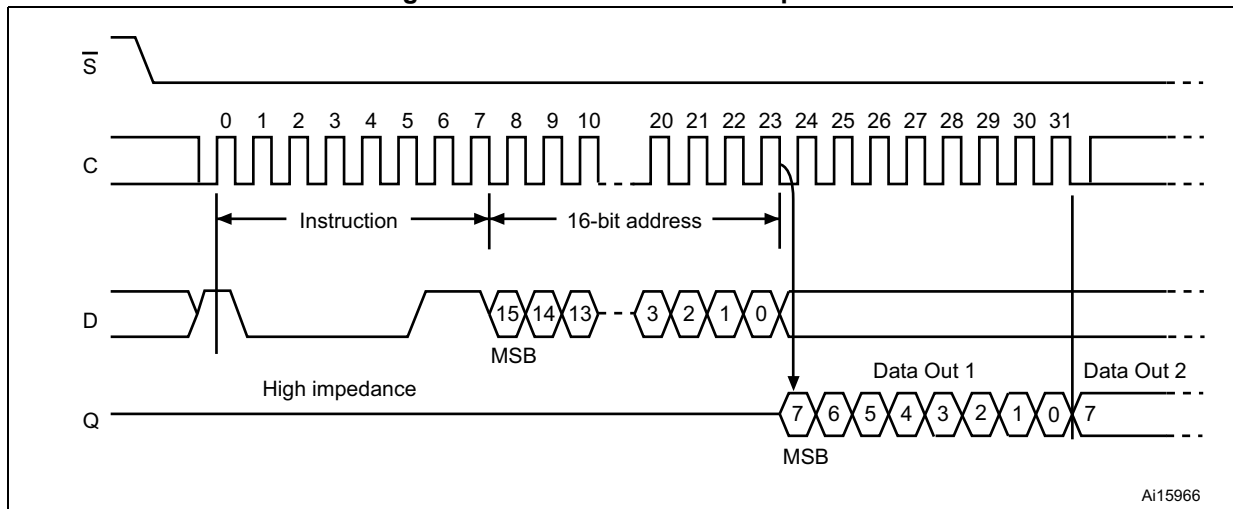 S
0 1 2 3 4 5 6 7 8 9 10 20 21 22 23 24 25 26 27 28 29 30 31
C
Instruction 16-bit address
D
15 14 13 3 2 1 0
MSB
High impedance Data Out 1 Data Out 2
Q
7 6 5 4 3 2 1 0 7
MSB
Ai15966